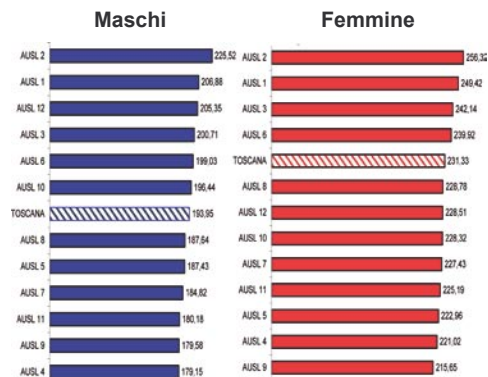 Maschi
AUSL 2 225,52
AUSL 1 206,88
AUSL 12 205,35
AUSL 3 200,71
AUSL 6 199,03
AUSL 10 196,44
TOSCANA 193,95
AUSL 8 187,64
AUSL 5 187,43
AUSL 7 184,82
AUSL 11 180,18
AUSL 9 179,58
AUSL 4 179,15
Femmine
AUSL 2 256,32
AUSL 1 249,42
AUSL 3 242,14
AUSL 6 239,92
TOSCANA 231,33
AUSL 8 228,78
AUSL 12 228,51
AUSL 10 228,32
AUSL 7 227,43
AUSL 11 225,19
AUSL 5 222,96
AUSL 4 221,02
AUSL 9 215,65